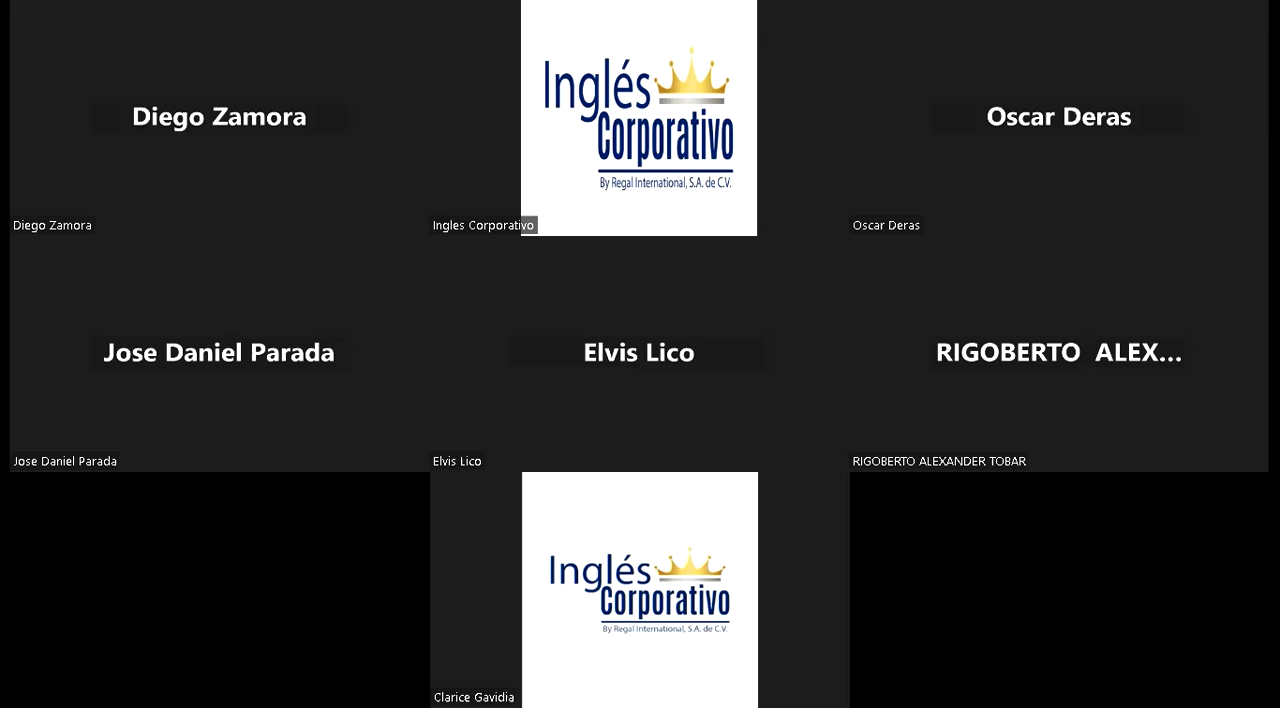 Diego Zamora
Diego Zamora
Inglés
Corporativo
By Regal International, S.A. de C.V.
Ingles Corporativo
Oscar Deras
Oscar Deras
Jose Daniel Parada
Jose Daniel Parada
Elvis Lico
Elvis Lico
RIGOBERTO ALEX...
RIGOBERTO ALEXANDER TOBAR
Inglés
Corporativo
By Regal International, S.A. de C.V.
Clarice Gavidia